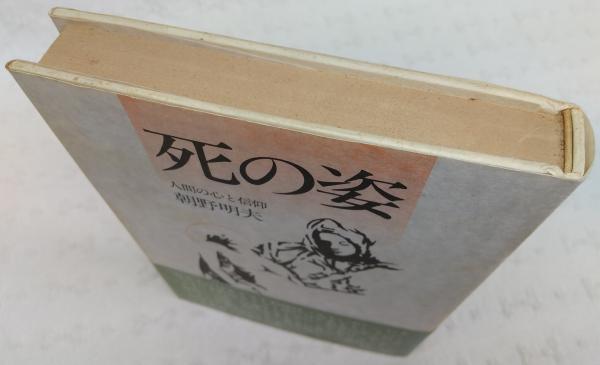 死の姿
人間の心と信仰
朝野明夫